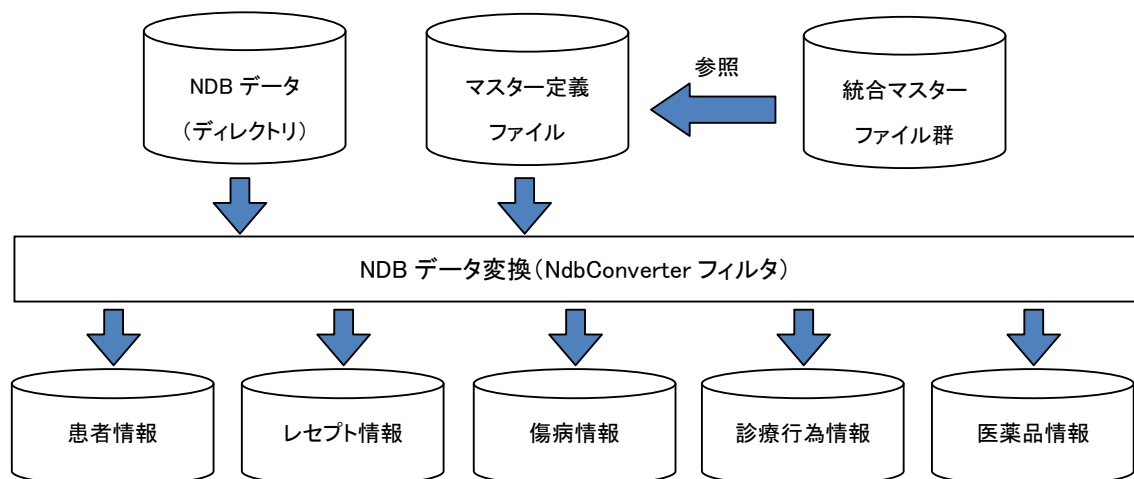 NDB データ
（ディレクトリ）
マスター定義
ファイル
参照
統合マスター
ファイル群
NDB データ変換（NdbConverter フィルタ）
患者情報
レセプト情報
傷病情報
診療行為情報
医薬品情報